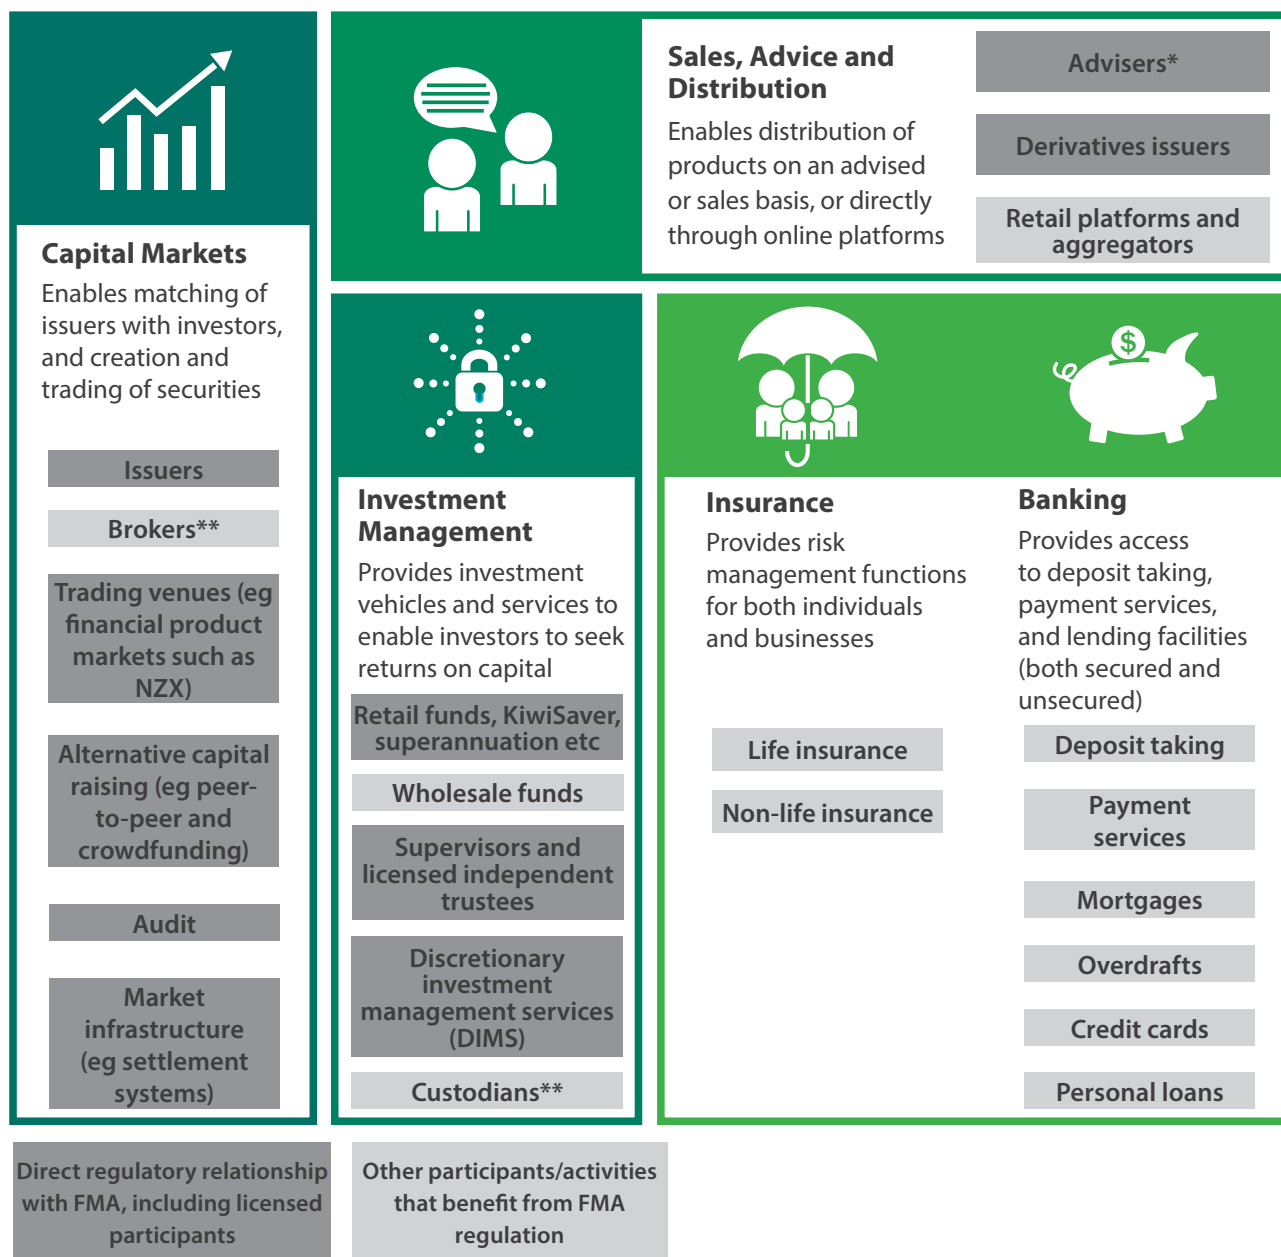 Capital Markets
Enables matching of
issuers with investors,
and creation and
trading of securities
Issuers
Brokers**
Trading venues (eg
financial product
markets such as
NZX)
Alternative capital
raising (eg peer-
to-peer and
crowdfunding)
Audit
Market
infrastructure
(eg settlement
systems)
Sales, Advice and
Distribution
Enables distribution of
products on an advised
or sales basis, or directly
through online platforms
Advisers*
Derivatives issuers
Retail platforms and
aggregators
Investment
Management
Provides investment
vehicles and services to
enable investors to seek
returns on capital
Retail funds, KiwiSaver,
superannuation etc
Wholesale funds
Supervisors and
licensed independent
trustees
Discretionary
investment
management services
(DIMS)
Custodians**
Insurance
Provides risk
management functions
for both individuals
and businesses
Life insurance
Non-life insurance
$
Banking
Provides access
to deposit taking,
payment services,
and lending facilities
(both secured and
unsecured)
Deposit taking
Payment
services
Mortgages
Overdrafts
Credit cards
Personal loans
Direct regulatory relationship
with FMA, including licensed
participants
Other participants/activities
that benefit from FMA
regulation